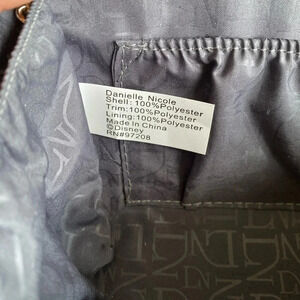 Danielle Nicole
Shell: 100%Polyester
Trim: 100%Polyester
Lining: 100%Polyester
Made In China
©Disney
RN#97208